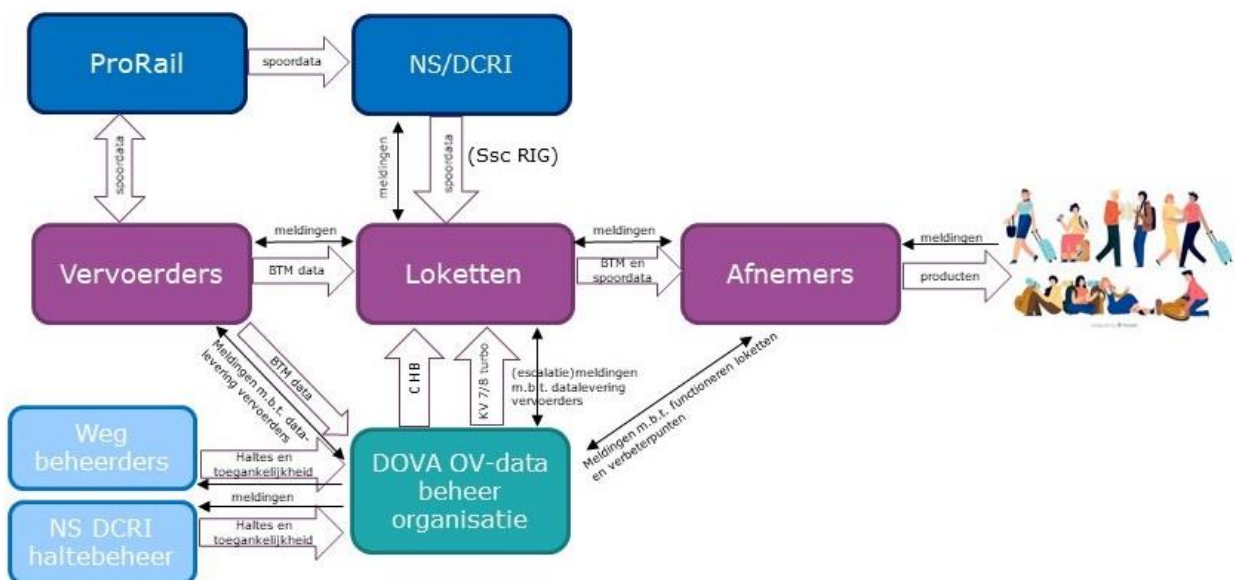 ProRail
spoordata
NS/DCRI
spoordata
meldingen
spoordata
(Ssc RIG)
Vervoerders
meldingen
BTM data
Loketten
meldingen
BTM en
spoordata
Afnemers
meldingen
producten
BTM data
Meldingen m.b.t. data-
levering vervoerders
CHB
KV 7/8 turbo
(escalatie)meldingen
m.b.t. datalevering
vervoerders
Meldingen m.b.t. functioneren loketten
en verbeterpunten
Weg
beheerders
Haltes en
toegankelijkheid
DOVA OV-data
beheer
organisatie
meldingen
NS DCRI
haltebeheer
Haltes en
toegankelijkheid